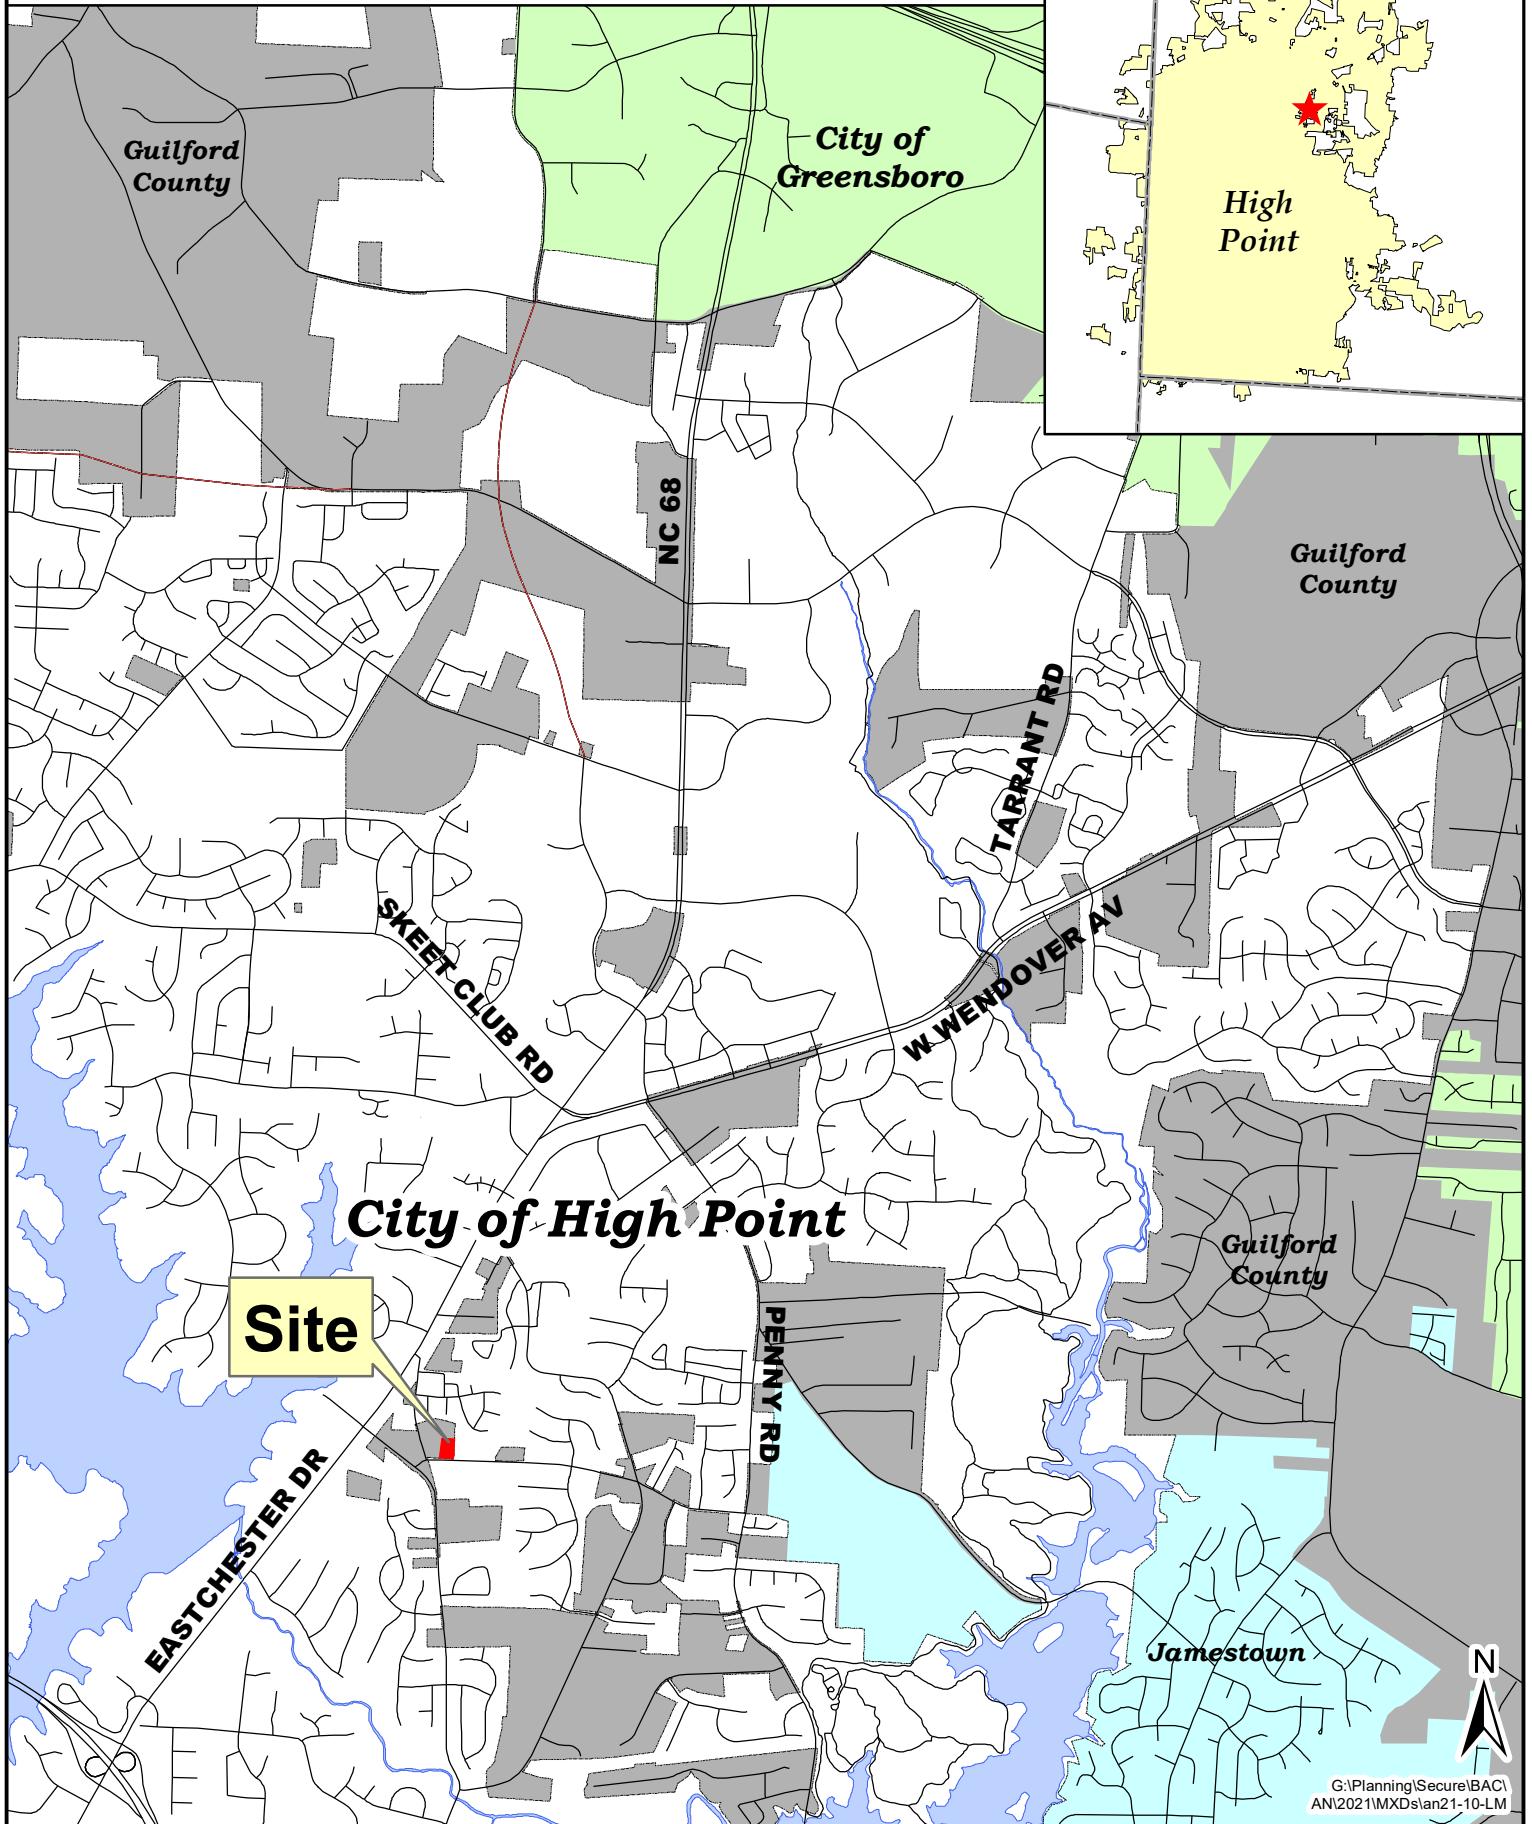 Guilford
County
City of
Greensboro
High
Point
NC 68
Guilford
County
TARRANT RD
SKEET CLUB RD
W WENDOVER AV
City of High Point
Guilford
County
Site
PENNY RD
EASTCHESTER DR
Jamestown
N
G:\Planning\Secure\BAC\
AN\2021\MXDs\an21-10-LM